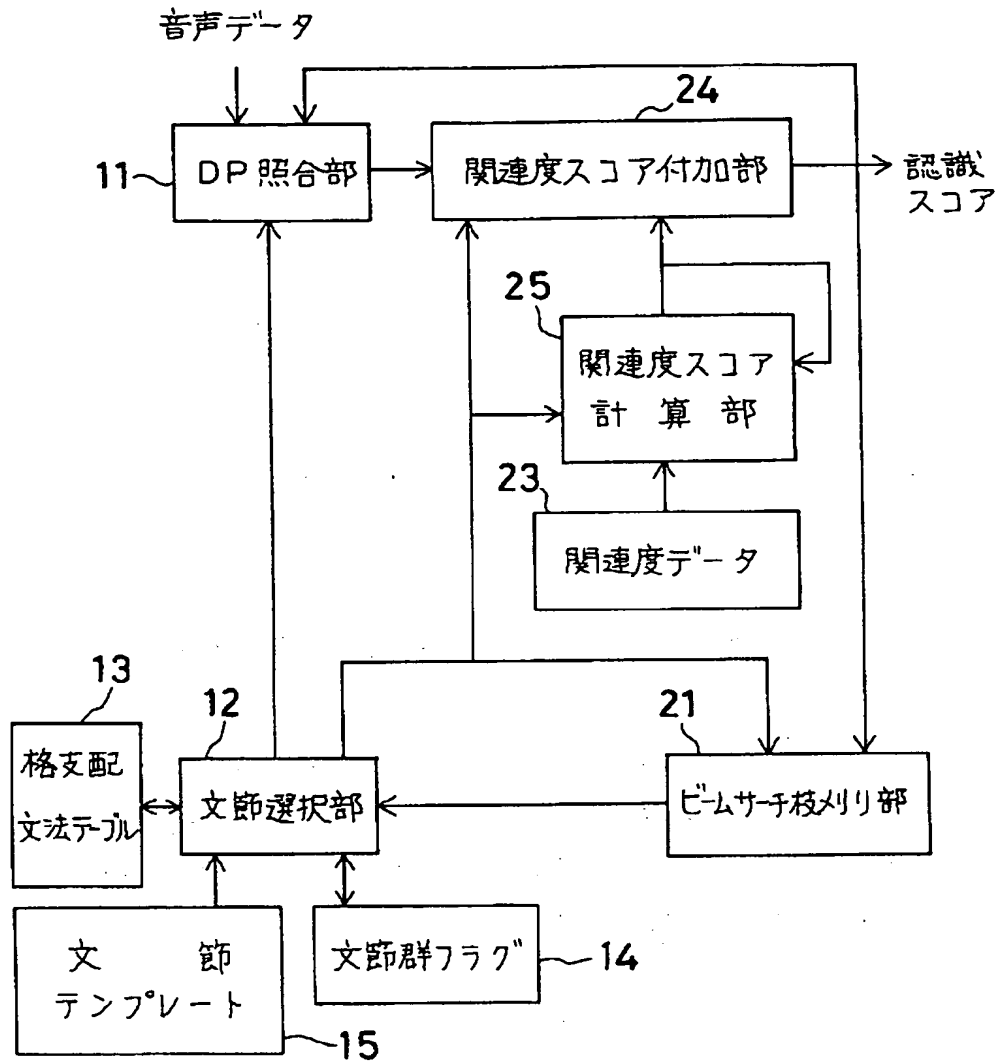 音声データ
24
11
DP照合部
関連度スコア付加部
認識
スコア
25
関連度スコア
計算部
23
関連度データ
13
12
21
格支配
文法テーブル
文節選択部
ビームサーチ枝刈り部
文節
テンプレート
文節群フラグ
14
15